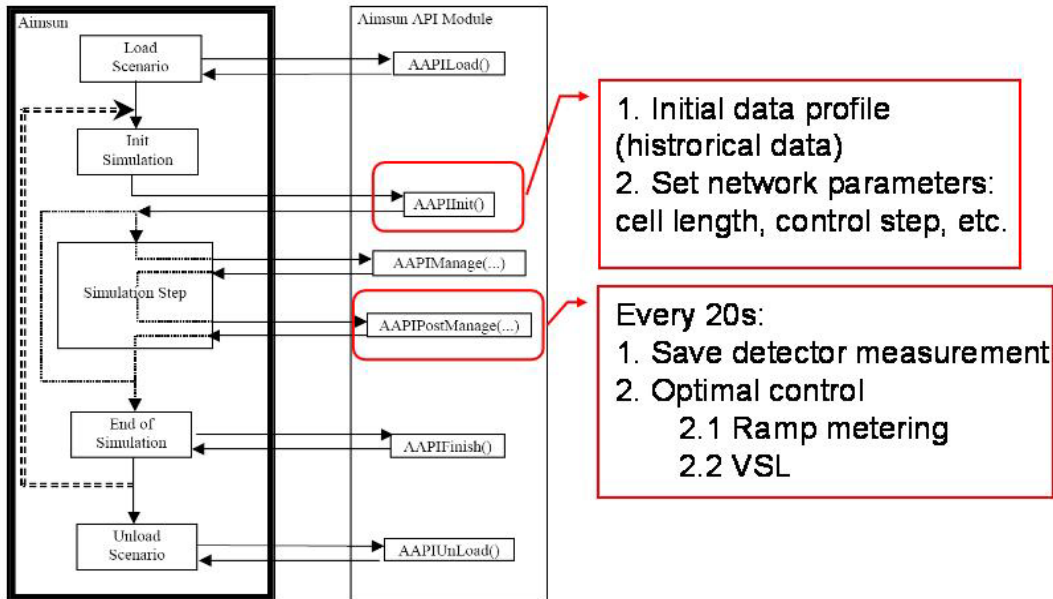 Aimsun
Load
Scenario
Init
Simulation
Simulation Step
End of
Simulation
Unload
Scenario
Aimsun API Module
AAPILoad()
AAPIInit()
AAPIManage(...)
AAPIPostManage(...)
AAPIFinish()
AAPIUnLoad()
1. Initial data profile
(histrorical data)
2. Set network parameters:
cell length, control step, etc.
Every 20s:
1. Save detector measurement
2. Optimal control
2.1 Ramp metering
2.2 VSL